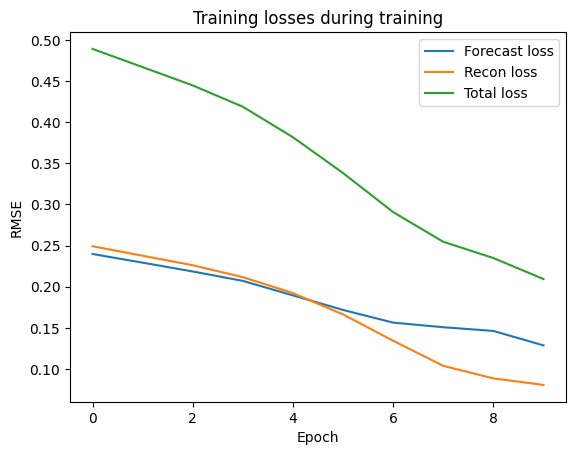 Training losses during training
0.50
0.45
0.40
0.35
0.30
0.25
0.20
0.15
0.10
RMSE
Forecast loss
Recon loss
Total loss
0 2 4 6 8
Epoch